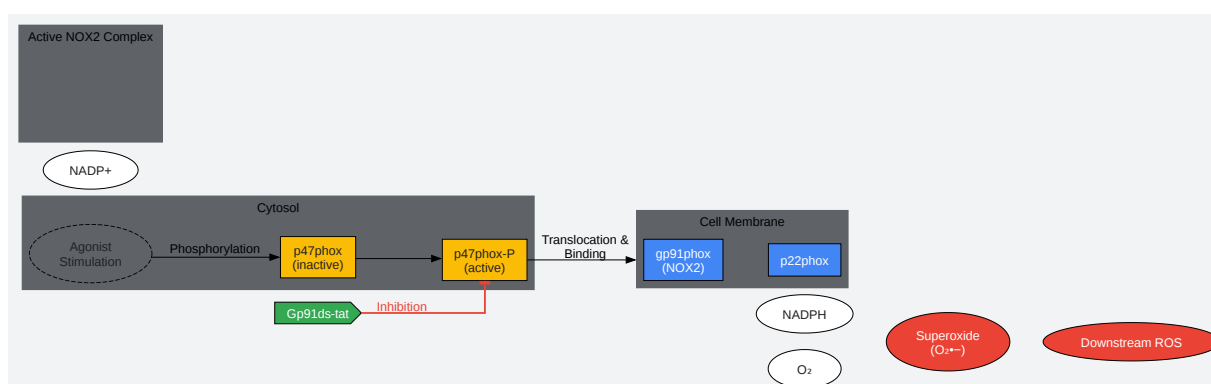 Active NOX2 Complex
NADP+
Cytosol
Agonist
Stimulation
Phosphorylation
p47phox
(inactive)
p47phox-P
(active)
Translocation &
Binding
Cell Membrane
gp91phox
(NOX2)
p22phox
Gp91ds-tat
Inhibition
NADPH
O₂
Superoxide
(O₂•−)
Downstream ROS